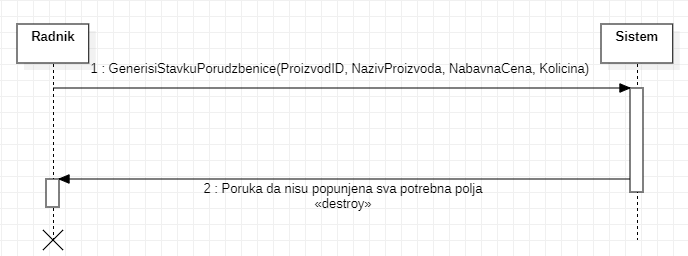 Radnik
Sistem
1 : GenerisiStavkuPorudzbenice(ProizvodID, NazivProizvoda, NabavnaCena, Kolicina)
2 : Poruka da nisu popunjena sva potrebna polja
«destroy»